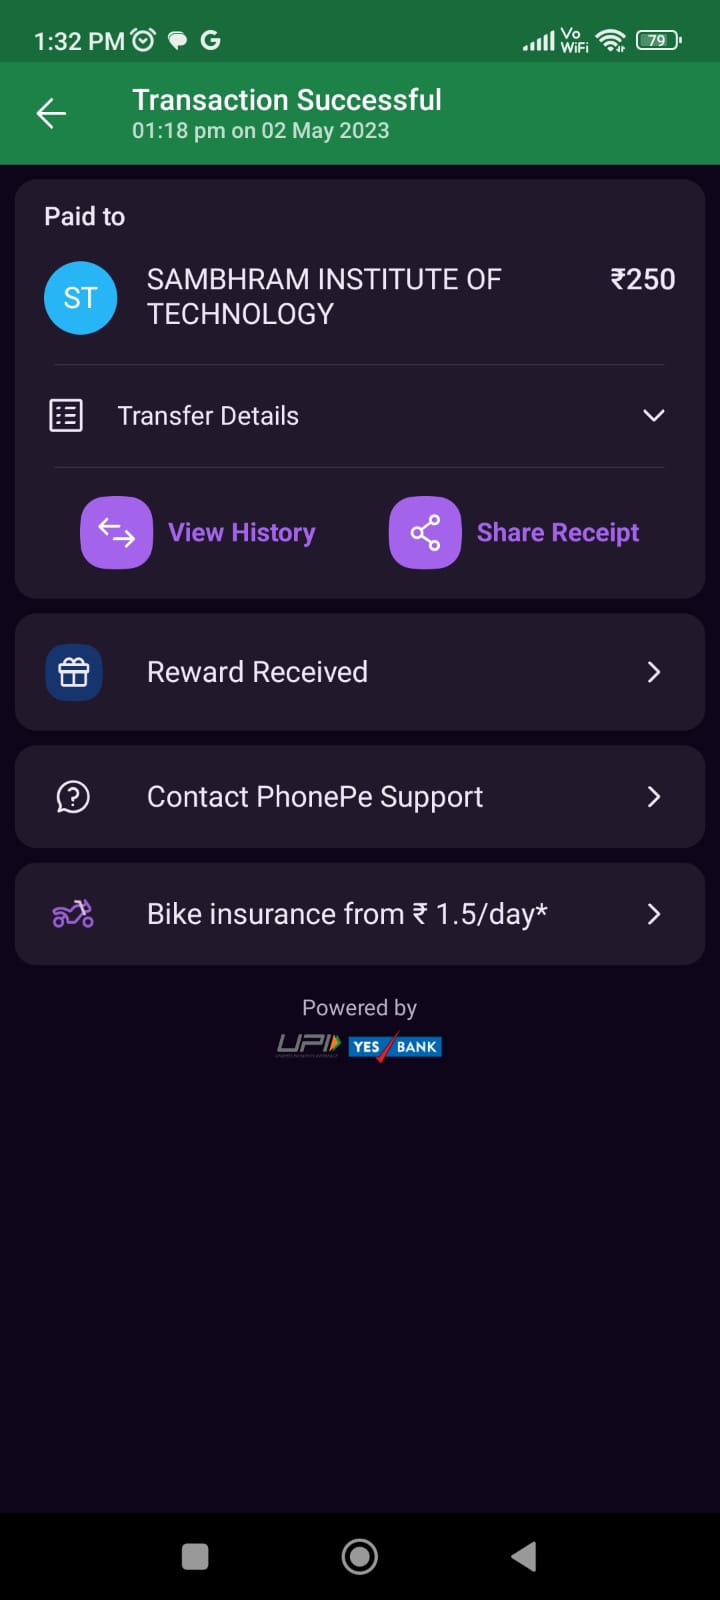 1:32 PM
Vo
WiFi
79
Transaction Successful
01:18 pm on 02 May 2023
Paid to
ST
SAMBHRAM INSTITUTE OF
TECHNOLOGY
₹250
Transfer Details
View History
Share Receipt
Reward Received
Contact PhonePe Support
Bike insurance from ₹ 1.5/day*
Powered by
UPI YES BANK